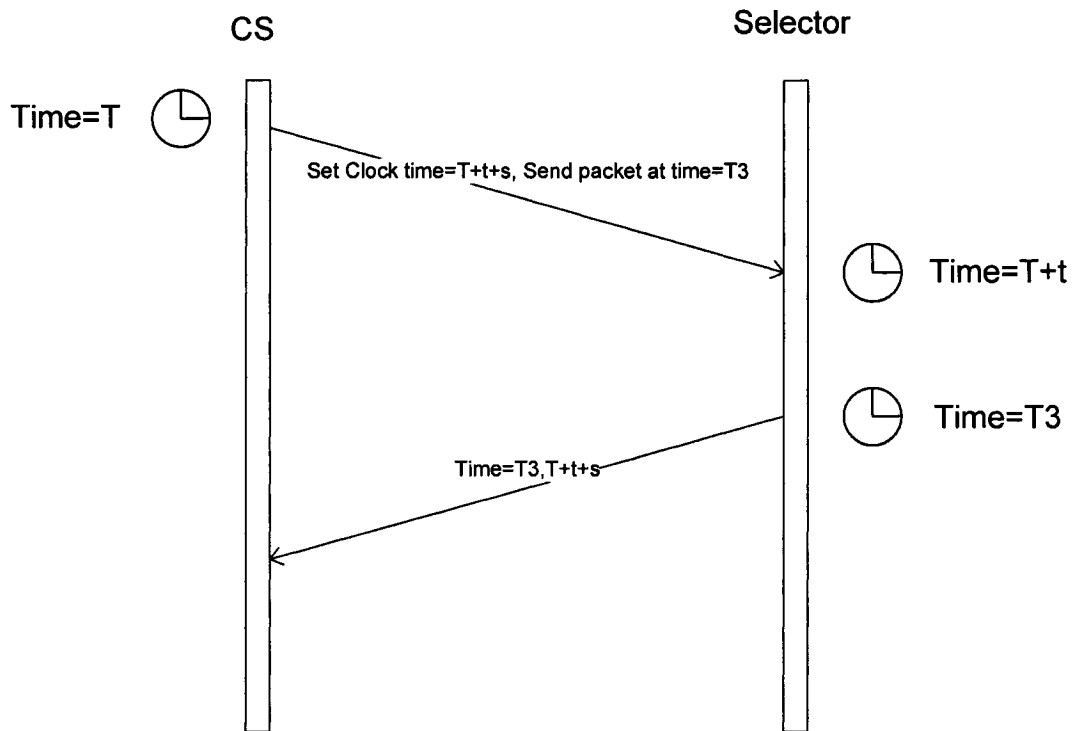 CS
Selector
Time=T
Set Clock time=T+t+s, Send packet at time=T3
Time=T+t
Time=T3
Time=T3,T+t+s